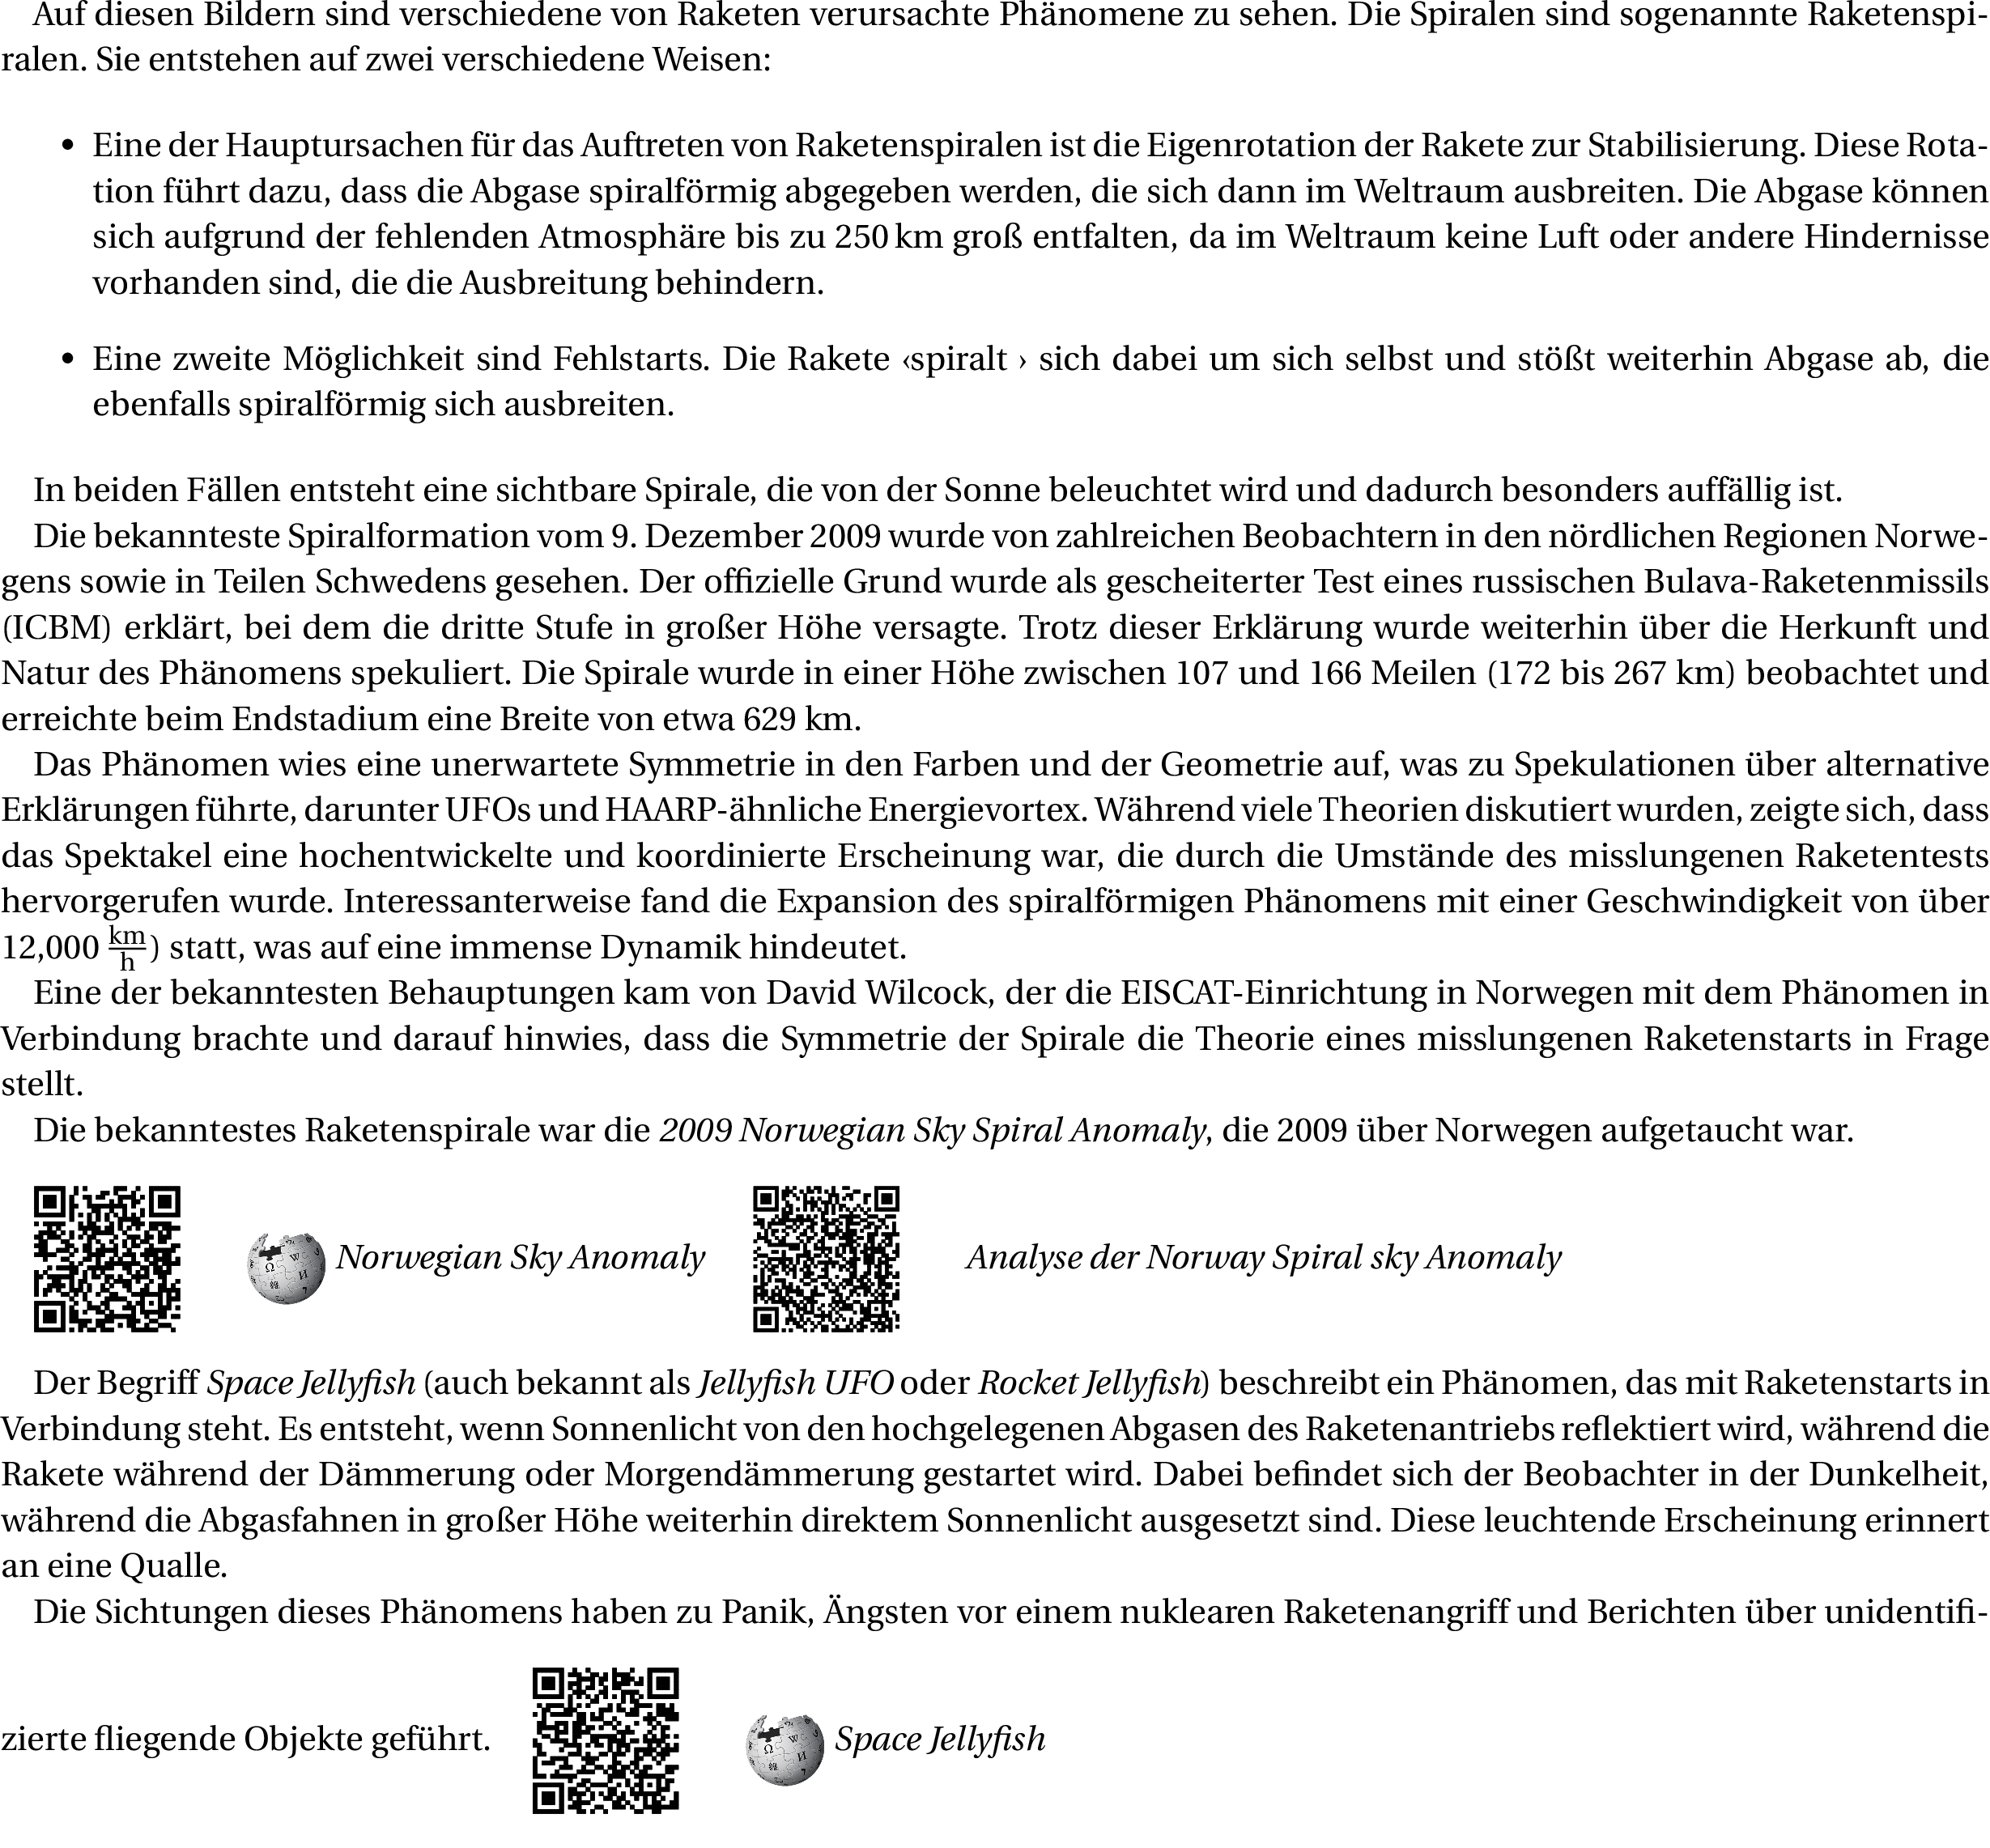 Auf diesen Bildern sind verschiedene von Raketen verursachte Phänomene zu sehen. Die Spiralen sind sogenannte Raketenspi-
ralen. Sie entstehen auf zwei verschiedene Weisen:
• Eine der Hauptursachen für das Auftreten von Raketenspiralen ist die Eigenrotation der Rakete zur Stabilisierung. Diese Rota-
tion führt dazu, dass die Abgase spiralförmig abgegeben werden, die sich dann im Weltraum ausbreiten. Die Abgase können
sich aufgrund der fehlenden Atmosphäre bis zu 250 km groß entfalten, da im Weltraum keine Luft oder andere Hindernisse
vorhanden sind, die die Ausbreitung behindern.
• Eine zweite Möglichkeit sind Fehlstarts. Die Rakete ‹spiralt › sich dabei um sich selbst und stößt weiterhin Abgase ab, die
ebenfalls spiralförmig sich ausbreiten.
In beiden Fällen entsteht eine sichtbare Spirale, die von der Sonne beleuchtet wird und dadurch besonders auffällig ist.
Die bekannteste Spiralformation vom 9. Dezember 2009 wurde von zahlreichen Beobachtern in den nördlichen Regionen Norwe-
gens sowie in Teilen Schwedens gesehen. Der offizielle Grund wurde als gescheiterter Test eines russischen Bulava-Raketenmissils
(ICBM) erklärt, bei dem die dritte Stufe in großer Höhe versagte. Trotz dieser Erklärung wurde weiterhin über die Herkunft und
Natur des Phänomens spekuliert. Die Spirale wurde in einer Höhe zwischen 107 und 166 Meilen (172 bis 267 km) beobachtet und
erreichte beim Endstadium eine Breite von etwa 629 km.
Das Phänomen wies eine unerwartete Symmetrie in den Farben und der Geometrie auf, was zu Spekulationen über alternative
Erklärungen führte, darunter UFOs und HAARP-ähnliche Energievortex. Während viele Theorien diskutiert wurden, zeigte sich, dass
das Spektakel eine hochentwickelte und koordinierte Erscheinung war, die durch die Umstände des misslungenen Raketentests
hervorgerufen wurde. Interessanterweise fand die Expansion des spiralförmigen Phänomens mit einer Geschwindigkeit von über
12,000 km/h) statt, was auf eine immense Dynamik hindeutet.
Eine der bekanntesten Behauptungen kam von David Wilcock, der die EISCAT-Einrichtung in Norwegen mit dem Phänomen in
Verbindung brachte und darauf hinwies, dass die Symmetrie der Spirale die Theorie eines misslungenen Raketenstarts in Frage
stellt.
Die bekanntestes Raketenspirale war die 2009 Norwegian Sky Spiral Anomaly, die 2009 über Norwegen aufgetaucht war.
Norwegian Sky Anomaly Analyse der Norway Spiral sky Anomaly
Der Begriff Space Jellyfish (auch bekannt als Jellyfish UFO oder Rocket Jellyfish) beschreibt ein Phänomen, das mit Raketenstarts in
Verbindung steht. Es entsteht, wenn Sonnenlicht von den hochgelegenen Abgasen des Raketenantriebs reflektiert wird, während die
Rakete während der Dämmerung oder Morgendämmerung gestartet wird. Dabei befindet sich der Beobachter in der Dunkelheit,
während die Abgasfahnen in großer Höhe weiterhin direktem Sonnenlicht ausgesetzt sind. Diese leuchtende Erscheinung erinnert
an eine Qualle.
Die Sichtungen dieses Phänomens haben zu Panik, Ängsten vor einem nuklearen Raketenangriff und Berichten über unidentifi-
zierte fliegende Objekte geführt. Space Jellyfish